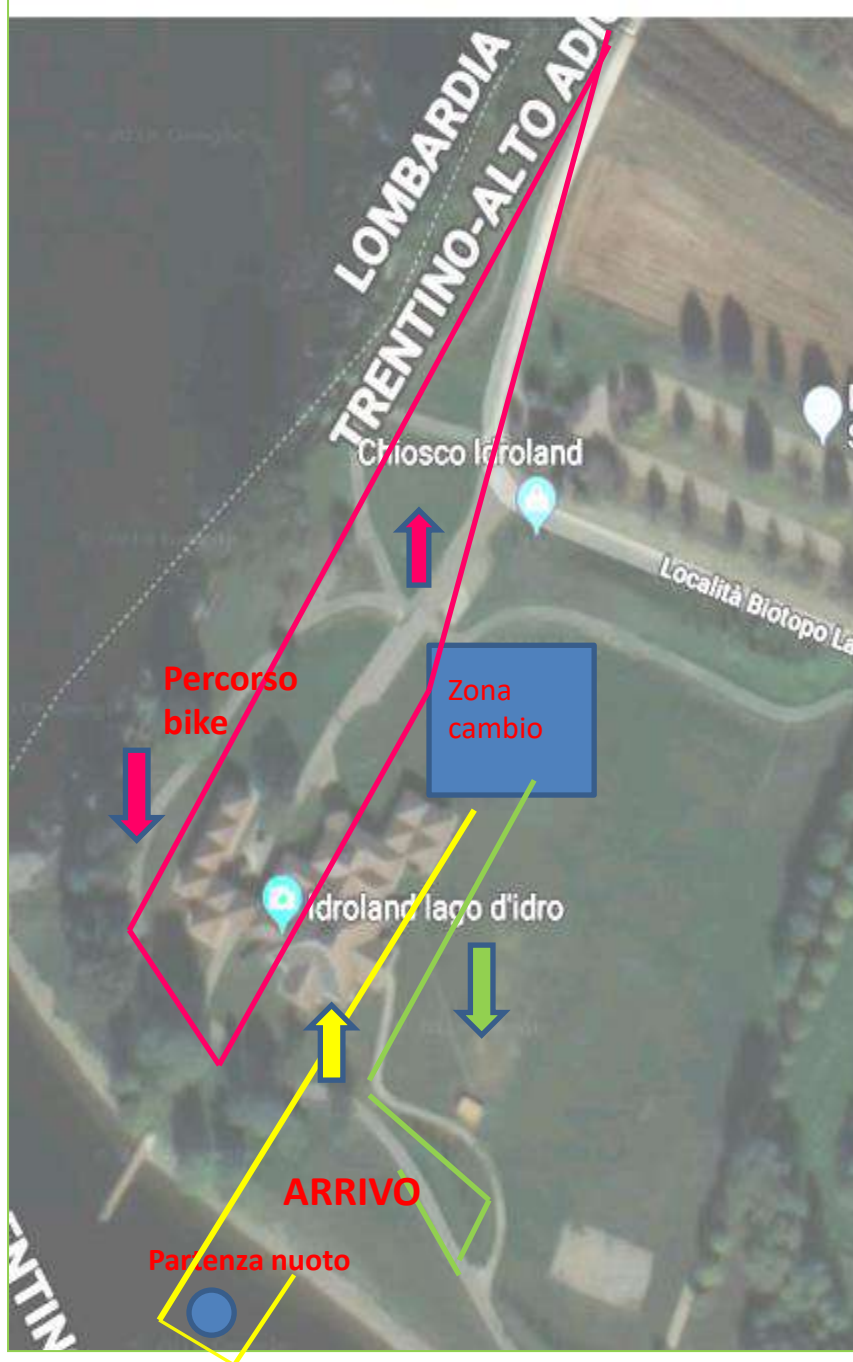 LOMBARDIA
TRENTINO-ALTO ADI
Chiosco Idroland
S
Località Biotopo La
Percorso
bike
Zona
cambio
Idroland lago d'idro
ARRIVO
Partenza nuoto
ENTIN